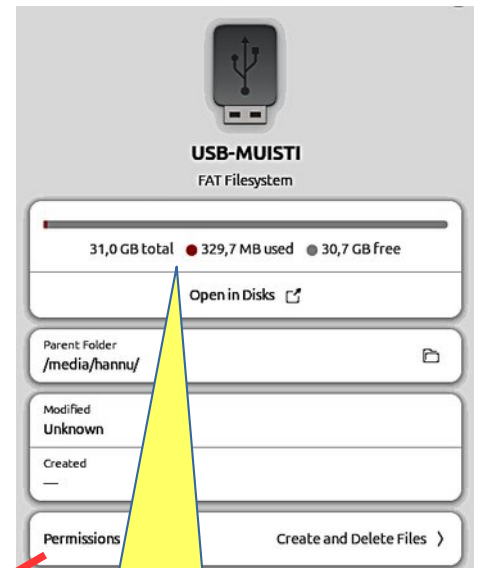 USB-MUISTI
FAT Filesystem
31,0 GB total 329,7 MB used 30,7 GB free
Open in Disks
Parent Folder
/media/hannu/
Modified
Unknown
Created
—
Permissions Create and Delete Files